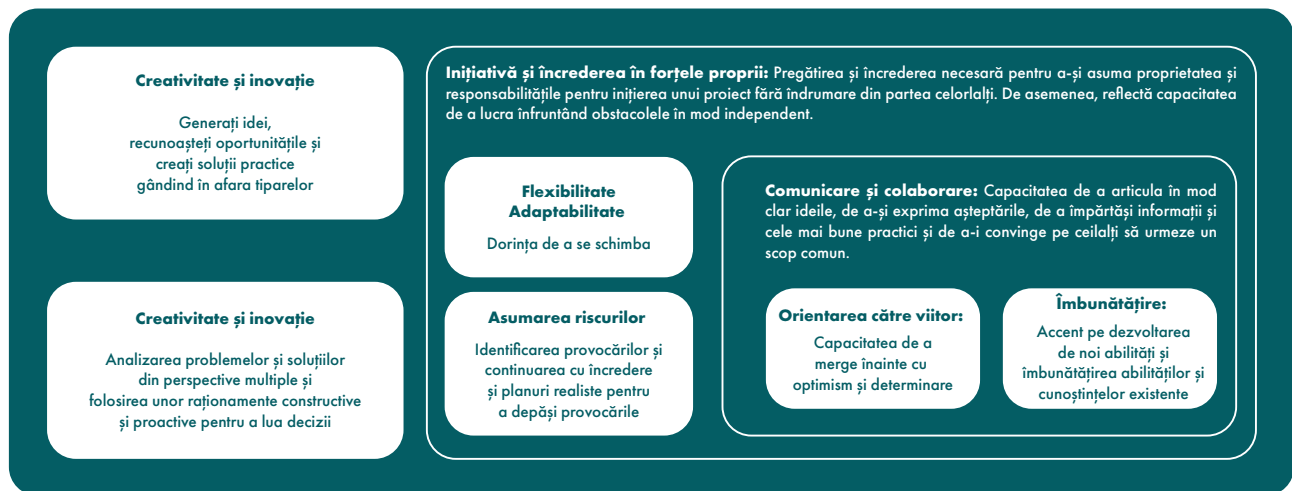 Creativitate și inovație
Generați idei,
recunoașteți oportunitățile și
creați soluții practice
gândind în afara tiparelor
Creativitate și inovație
Analizarea problemelor și soluțiilor
din perspective multiple și
folosirea unor raționamente constructive
și proactive pentru a lua decizii
Inițiativă și încrederea în forțele proprii: Pregătirea și încrederea necesară pentru a-și asuma proprietatea și
responsabilitățile pentru inițierea unui proiect fără îndrumare din partea celorlalți. De asemenea, reflectă capacitatea
de a lucra înfruntând obstacolele în mod independent.
Flexibilitate
Adaptabilitate
Dorința de a se schimba
Asumarea riscurilor
Identificarea provocărilor și
continuarea cu încredere
și planuri realiste pentru
a depăși provocările
Comunicare și colaborare: Capacitatea de a articula în mod
clar ideile, de a-și exprima așteptările, de a împărtăși informații și
cele mai bune practici și de a-i convinge pe ceilalți să urmeze un
scop comun.
Orientarea către viitor:
Capacitatea de a
merge înainte cu
optimism și determinare
Îmbunătățire:
Accent pe dezvoltarea
de noi abilități și
îmbunătățirea abilităților și
cunoștințelor existente